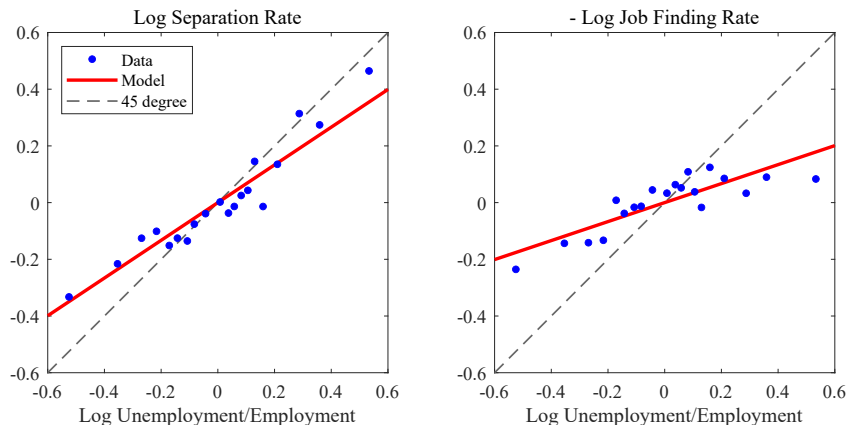 Log Separation Rate
0.6
0.4
0.2
0
-0.2
-0.4
-0.6
Data
Model
45 degree
-0.6 -0.4 -0.2 0 0.2 0.4 0.6
Log Unemployment/Employment
- Log Job Finding Rate
0.6
0.4
0.2
0
-0.2
-0.4
-0.6
-0.6 -0.4 -0.2 0 0.2 0.4 0.6
Log Unemployment/Employment